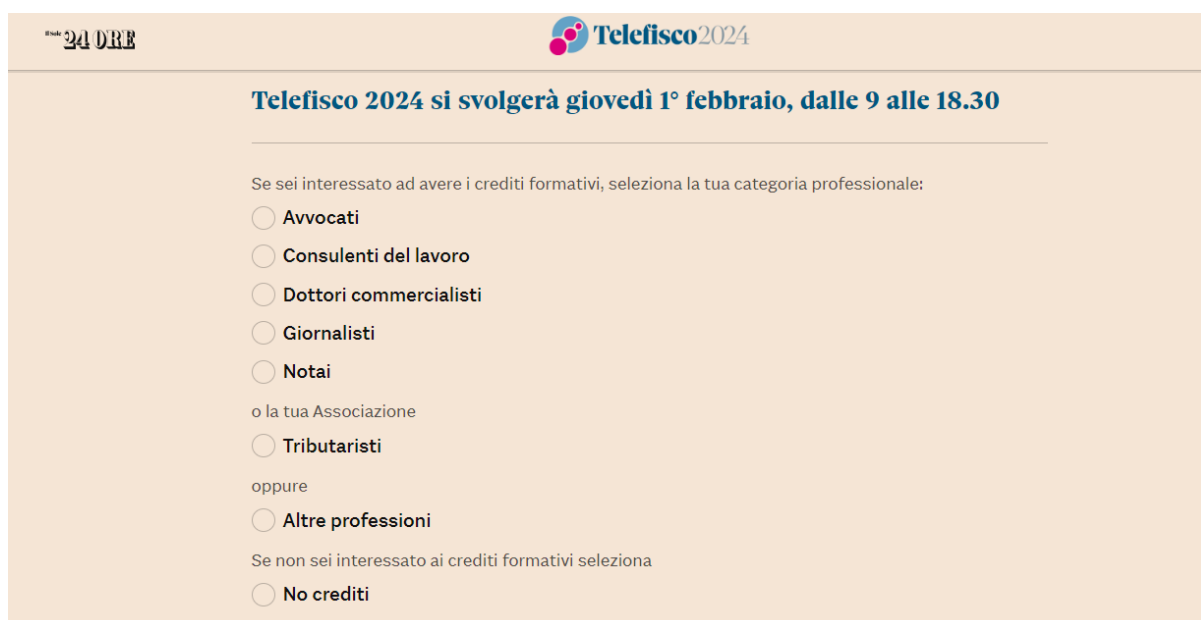 Il Sole 24 ORE
Telefisco2024
Telefisco 2024 si svolgerà giovedì 1° febbraio, dalle 9 alle 18.30
Se sei interessato ad avere i crediti formativi, seleziona la tua categoria professionale:
Avvocati
Consulenti del lavoro
Dottori commercialisti
Giornalisti
Notai
o la tua Associazione
Tributaristi
oppure
Altre professioni
Se non sei interessato ai crediti formativi seleziona
No crediti